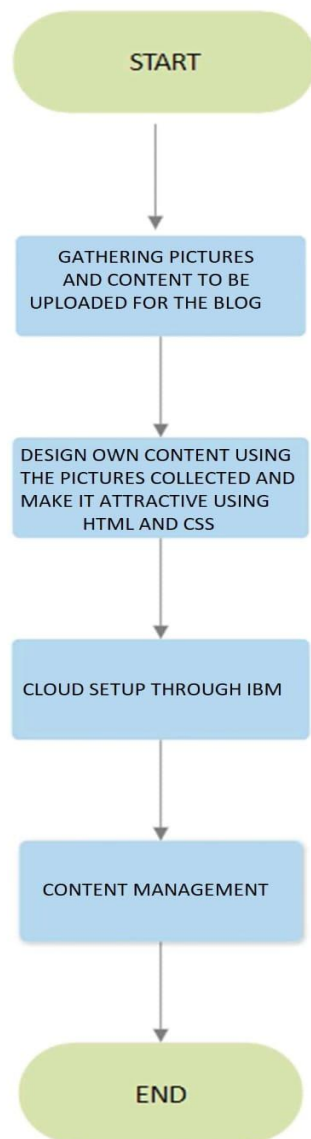 START
GATHERING PICTURES
AND CONTENT TO BE
UPLOADED FOR THE BLOG
DESIGN OWN CONTENT USING
THE PICTURES COLLECTED AND
MAKE IT ATTRACTIVE USING
HTML AND CSS
CLOUD SETUP THROUGH IBM
CONTENT MANAGEMENT
END